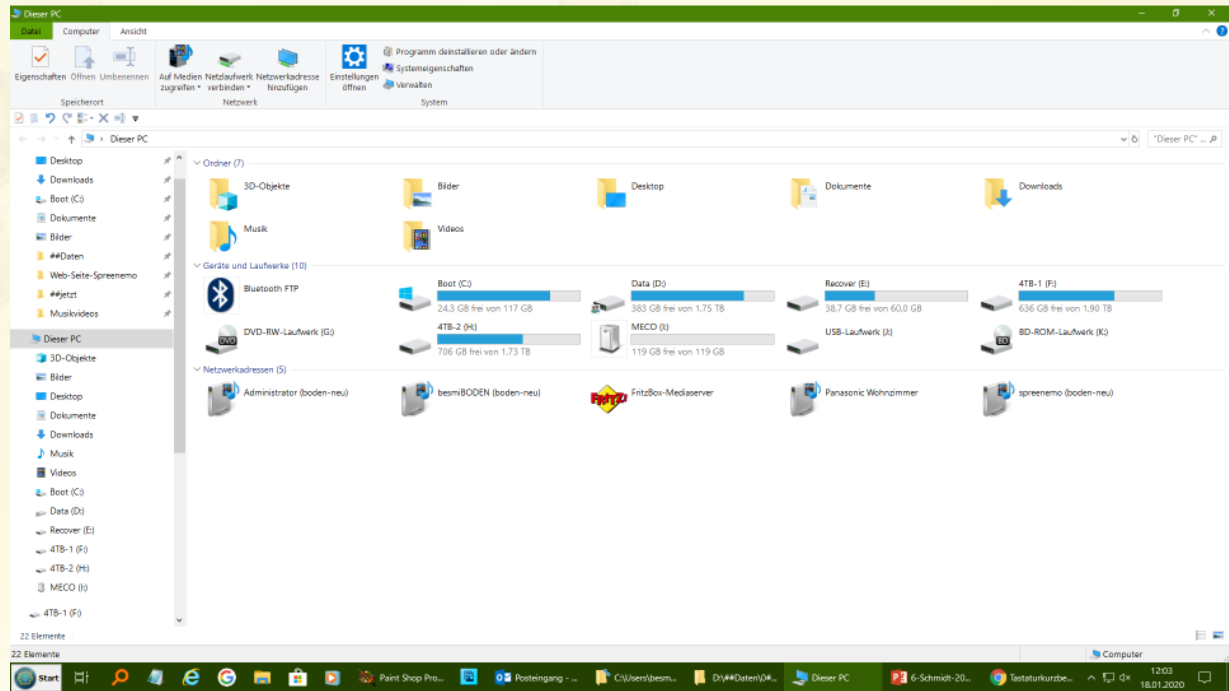 Dieser PC
Datei Computer Ansicht
Eigenschaften Öffnen Umbenennen
Auf Medien zugreifen
Netzlaufwerk verbinden
Netzwerkadresse hinzufügen
Einstellungen öffnen
Programm deinstallieren oder ändern
Systemeigenschaften
Verwalten
Speicherort Netzwerk System
Dieser PC
"Dieser PC" ...
Desktop
Downloads
Boot (C:)
Dokumente
Bilder
##Daten
Web-Seite-Spreenemo
##jetzt
Musikvideos
Dieser PC
3D-Objekte
Bilder
Desktop
Dokumente
Downloads
Musik
Videos
Boot (C:)
Data (D:)
Recover (E:)
4TB-1 (F:)
4TB-2 (H:)
MECO (I:)
4TB-1 (F:)
Ordner (7)
3D-Objekte
Bilder
Desktop
Dokumente
Downloads
Musik
Videos
Geräte und Laufwerke (10)
Bluetooth FTP
Boot (C:)
24.3 GB frei von 117 GB
Data (D:)
383 GB frei von 1.75 TB
Recover (E:)
38.7 GB frei von 60.0 GB
4TB-1 (F:)
636 GB frei von 1.90 TB
DVD
DVD-RW-Laufwerk (G:)
4TB-2 (H:)
706 GB frei von 1.73 TB
MECO (I:)
119 GB frei von 119 GB
USB-Laufwerk (J:)
BD
BD-ROM-Laufwerk (K:)
Netzwerkadressen (5)
Administrator (boden-neu)
besmiBODEN (boden-neu)
FRITZ!
FritzBox-Mediaserver
Panasonic Wohnzimmer
spreenemo (boden-neu)
22 Elemente
22 Elemente
Computer
Start
Paint Shop Pro...
Posteingang - ...
C:\Users\besm...
D:\##Daten\0#...
Dieser PC
6-Schmidt-20...
Tastaturkurzbe...
12:03
18.01.2020